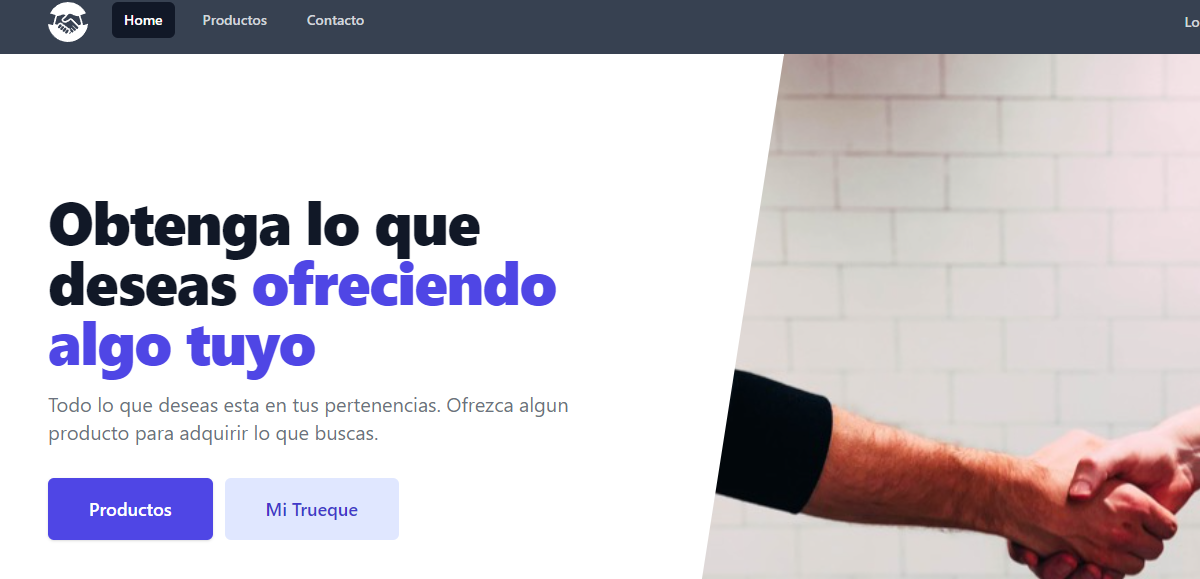 Home Productos Contacto Lo
Obtenga lo que
deseas ofreciendo
algo tuyo
Todo lo que deseas esta en tus pertenencias. Ofrezca algun
producto para adquirir lo que buscas.
Productos Mi Trueque